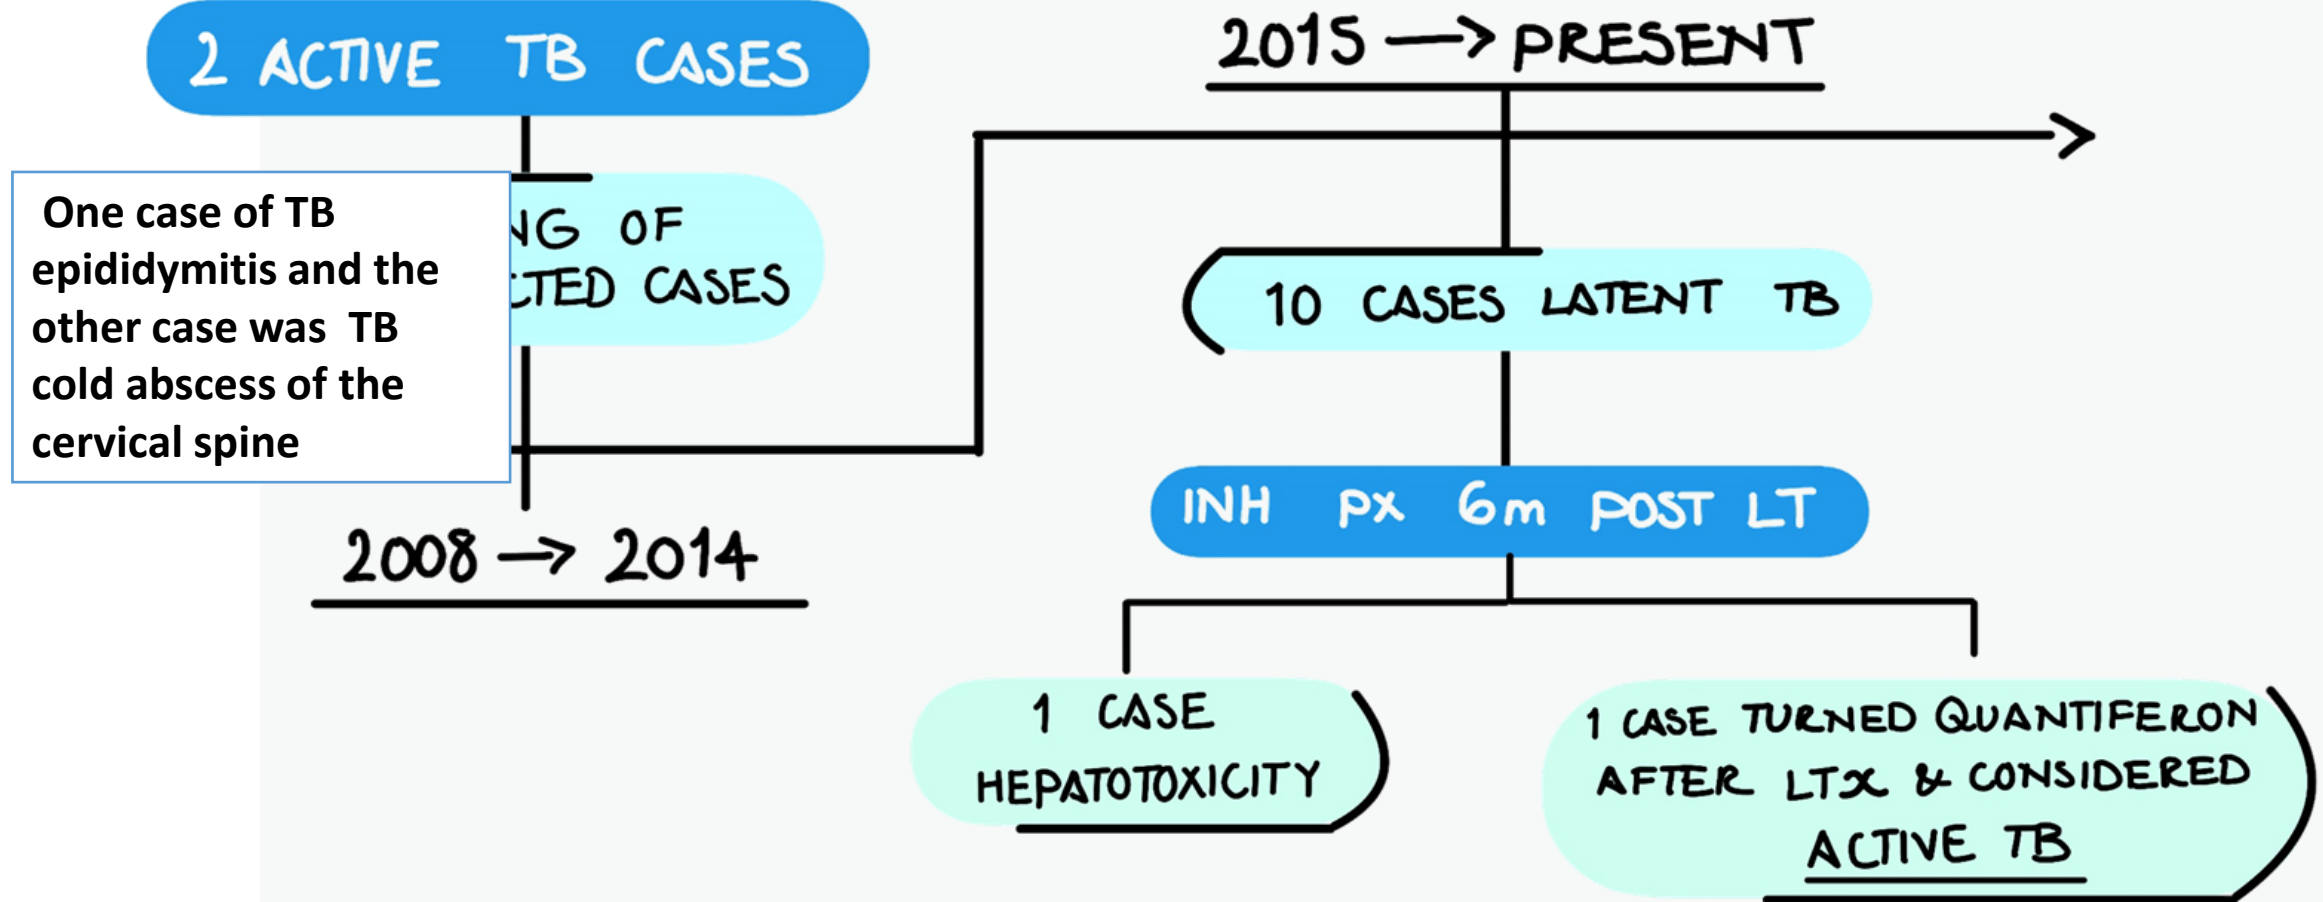 2 ACTIVE TB CASES
One case of TB
epididymitis and the
other case was TB
cold abscess of the
cervical spine
OF
CASES
2008 → 2014
2015 → PRESENT
10 CASES LATENT TB
INH PX 6m POST LT
1 CASE
HEPATOTOXICITY
1 CASE TURNED QUANTIFERON
AFTER LTX & CONSIDERED
ACTIVE TB